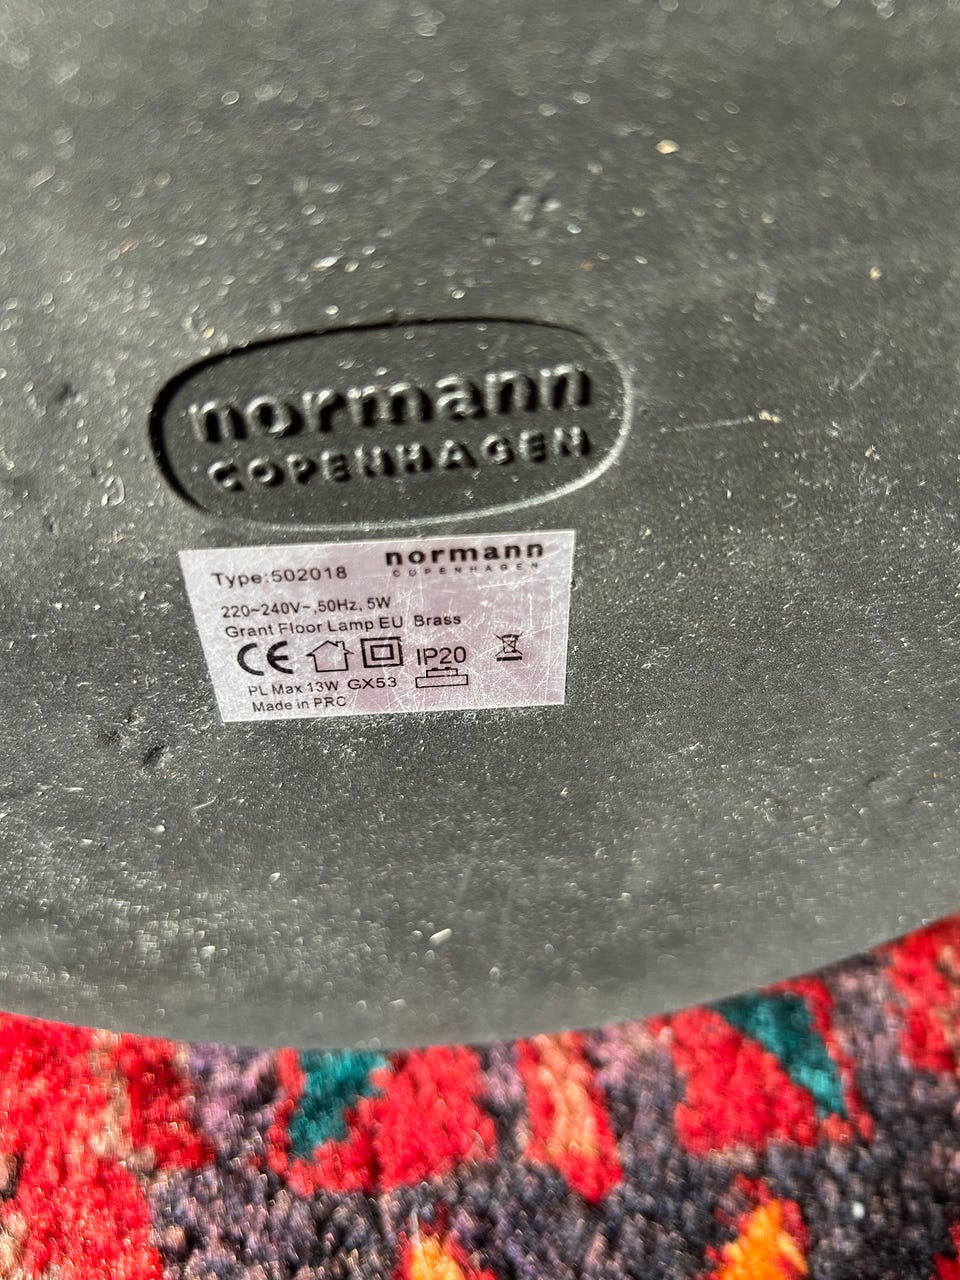 normann
COPENHAGEN
normann
COPENHAGEN
Type:502018
220~240V~,50Hz, 5W
Grant Floor Lamp EU Brass
CE IP20
PL Max 13W GX53
Made in PRC